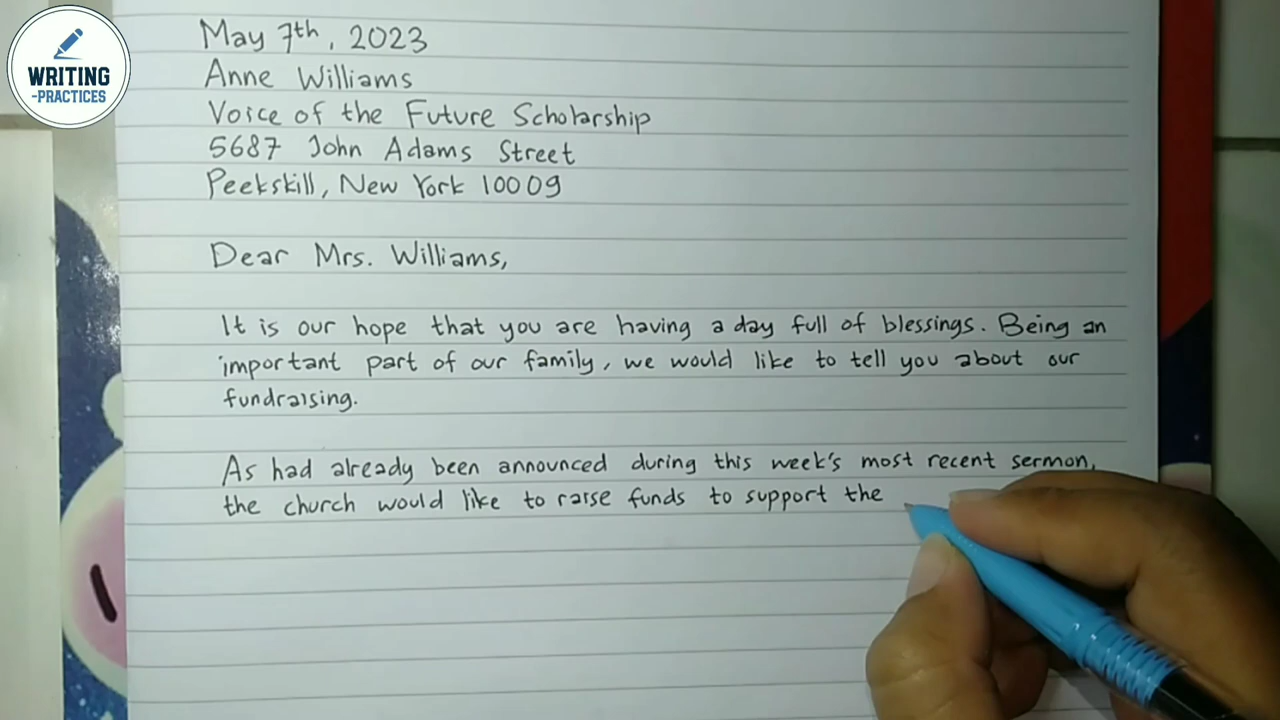 WRITING
-PRACTICES
May 7th, 2023
Anne Williams
Voice of the Future Scholarship
5687 John Adams Street
Peekskill, New York 10009
Dear Mrs. Williams,
It is our hope that you are having a day full of blessings. Being an
important part of our family, we would like to tell you about our
fundraising.
As had already been announced during this week's most recent sermon,
the church would like to raise funds to support the